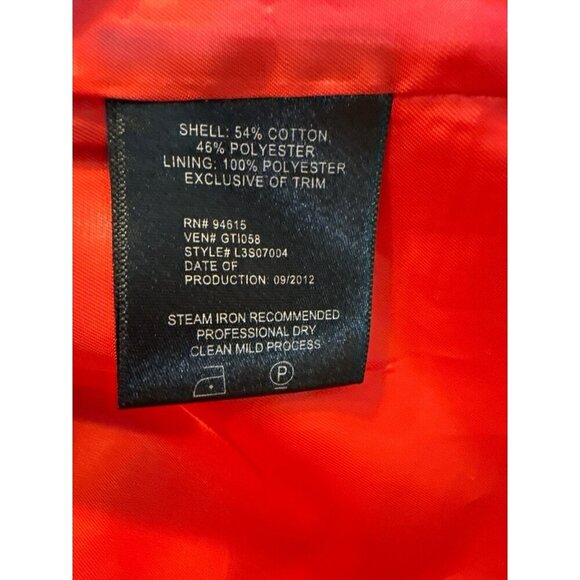 SHELL: 54% COTTON,
46% POLYESTER
LINING: 100% POLYESTER
EXCLUSIVE OF TRIM
RN# 94615
VEN# GTI058
STYLE# L3S07004
DATE OF
PRODUCTION: 09/2012
STEAM IRON RECOMMENDED
PROFESSIONAL DRY
CLEAN MILD PROCESS
P